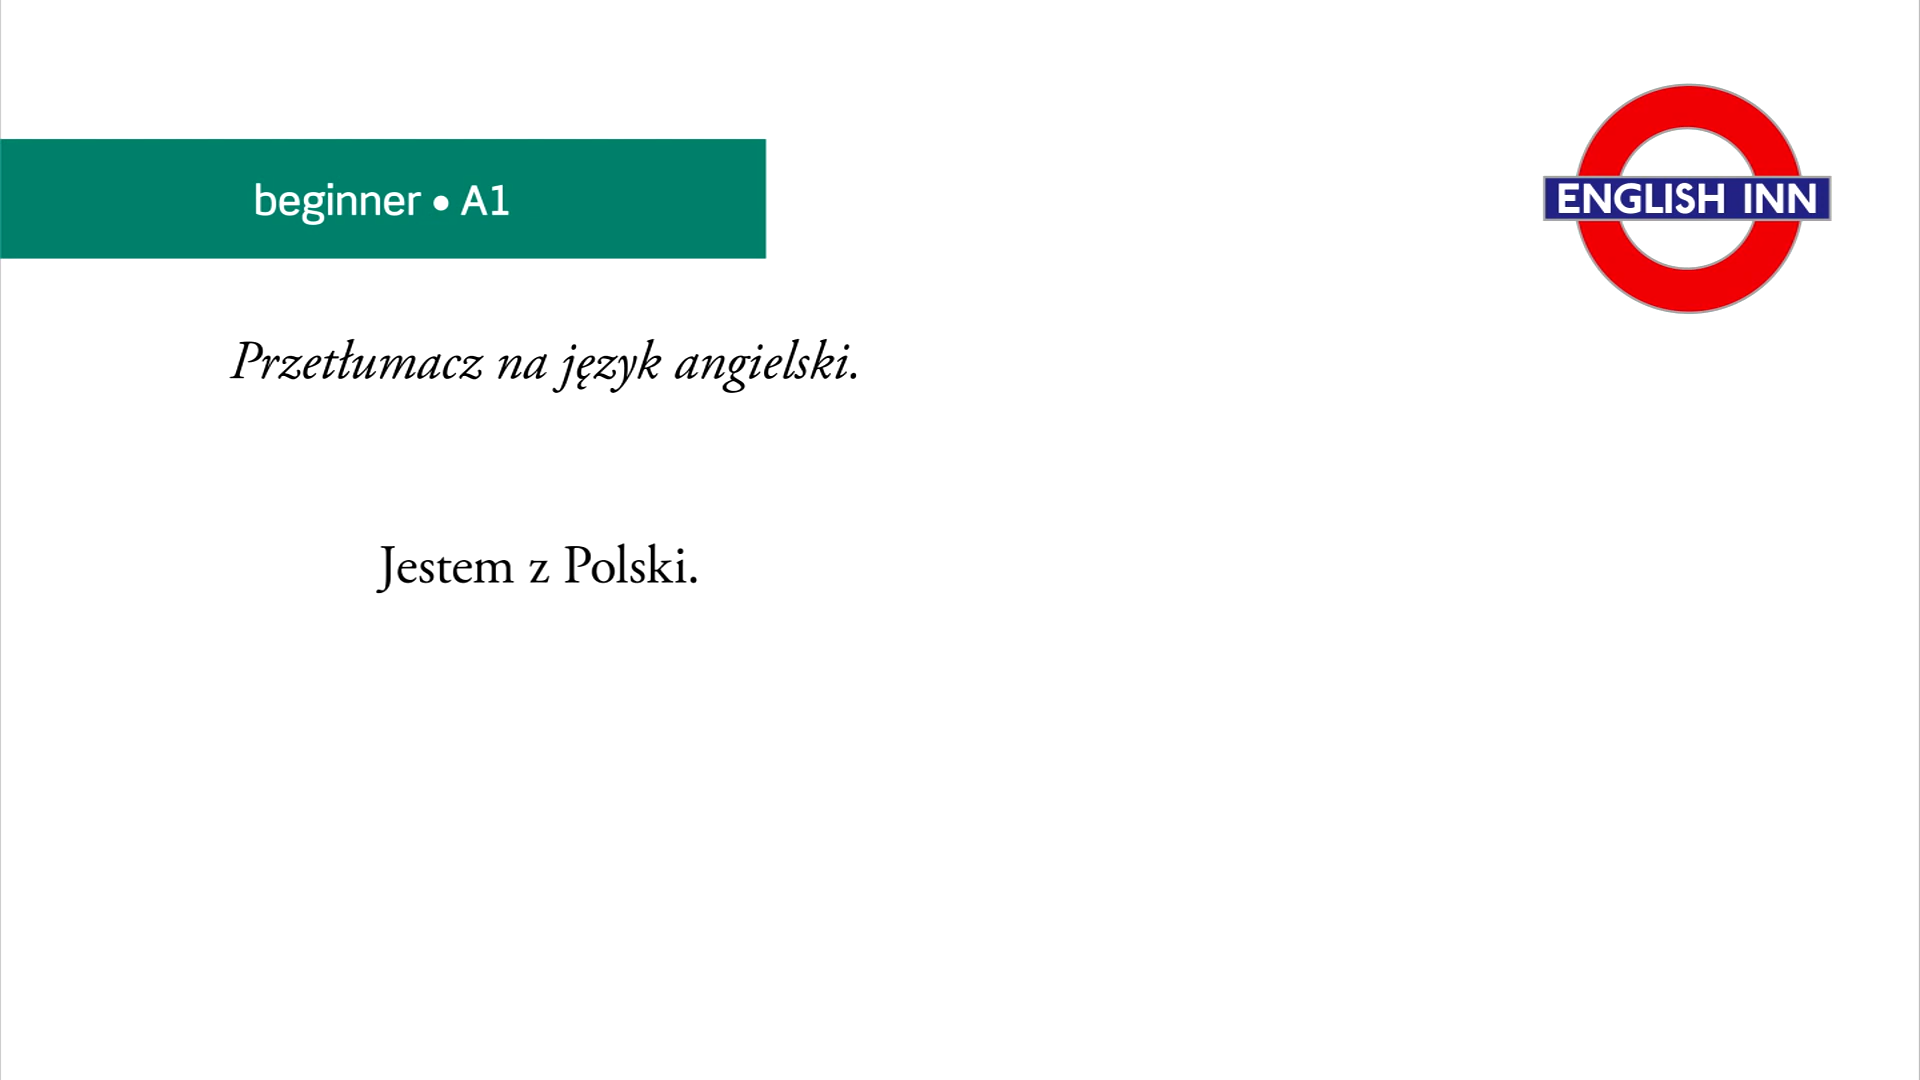 beginner • A1
ENGLISH INN
Przetłumacz na język angielski.
Jestem z Polski.